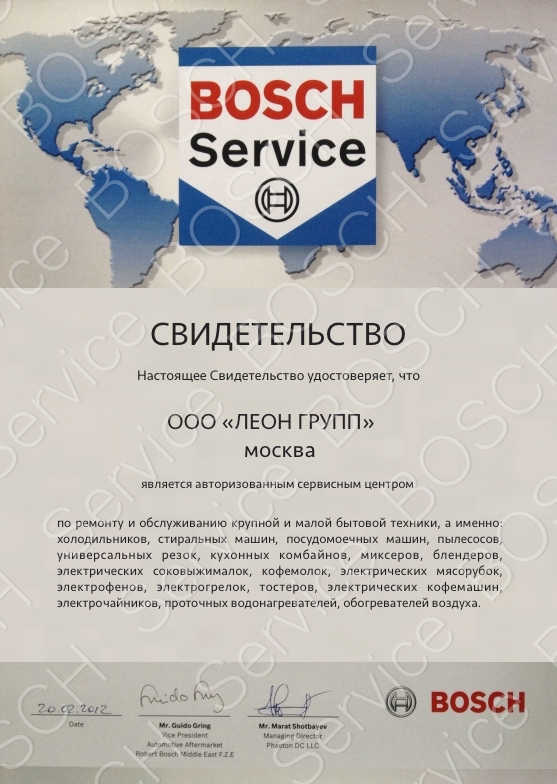 BOSCH
Service
СВИДЕТЕЛЬСТВО
Настоящее Свидетельство удостоверяет, что
ООО «ЛЕОН ГРУПП»
москва
является авторизованным сервисным центром
по ремонту и обслуживанию крупной и малой бытовой техники, а именно:
холодильников, стиральных машин, посудомоечных машин, пылесосов,
универсальных резок, кухонных комбайнов, миксеров, блендеров,
электрических соковыжималок, кофемолок, электрических мясорубок,
электрофенов, электрогрелок, тостеров, электрических кофемашин,
электрочайников, проточных водонагревателей, обогревателей воздуха.
20.02.2012
Date
Mr. Guido Gring
Vice President
Automotive Aftermarket
Robert Bosch Middle East F.Z.E
Mr. Marat Shotbayev
Managing Director
Phaeton DC LLC.
BOSCH